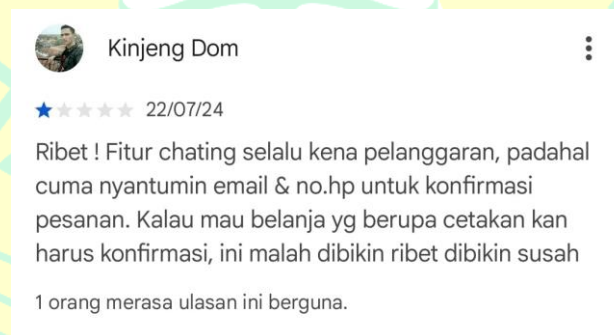 Kinjeng Dom
22/07/24
Ribet ! Fitur chating selalu kena pelanggaran, padahal
cuma nyantumin email & no.hp untuk konfirmasi
pesanan. Kalau mau belanja yg berupa cetakan kan
harus konfirmasi, ini malah dibikin ribet dibikin susah
1 orang merasa ulasan ini berguna.